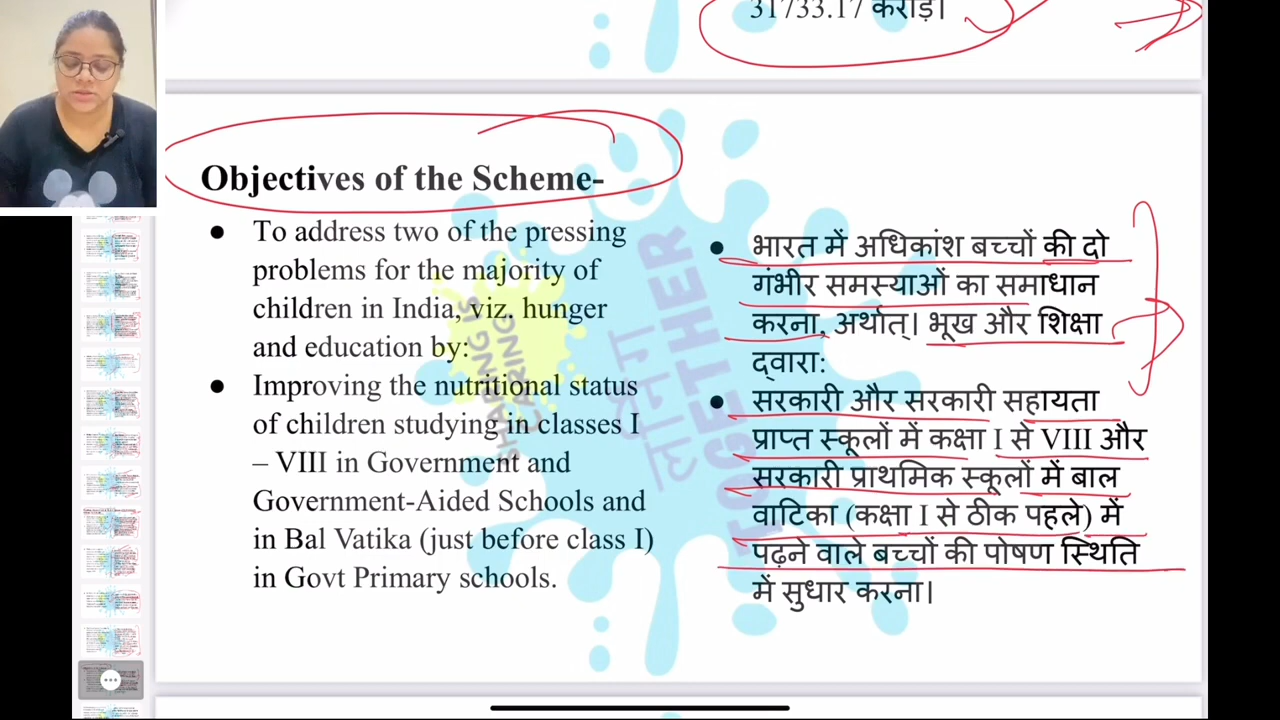 31733.17 करोड़।
Objectives of the Scheme-
● To address two of the pressing
problems for the majority of
children in India, viz. hunger
and education by:
● Improving the nutritional status
of children studying in classes I
– VIII in Government and
Government-Aided Schools and
in Bal Vatika (just before class I)
in Govt Primary schools.
● भारत में अधिकांश बच्चों की दो
गंभीर समस्याओं का समाधान
करना, अर्थात्। भूख और शिक्षा
द्वारा:
● सरकारी और सरकारी सहायता
प्राप्त स्कूलों में कक्षा I से VIII और
सरकारी प्राथमिक स्कूलों में बाल
वाटिका (कक्षा I से ठीक पहले) में
पढ़ने वाले बच्चों की पोषण स्थिति
में सुधार करना।